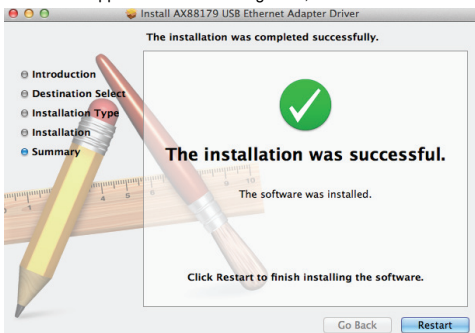 Install AX88179 USB Ethernet Adapter Driver
The installation was completed successfully.
Introduction
Destination Select
Installation Type
Installation
Summary
The installation was successful.
The software was installed.
Click Restart to finish installing the software.
Go Back
Restart